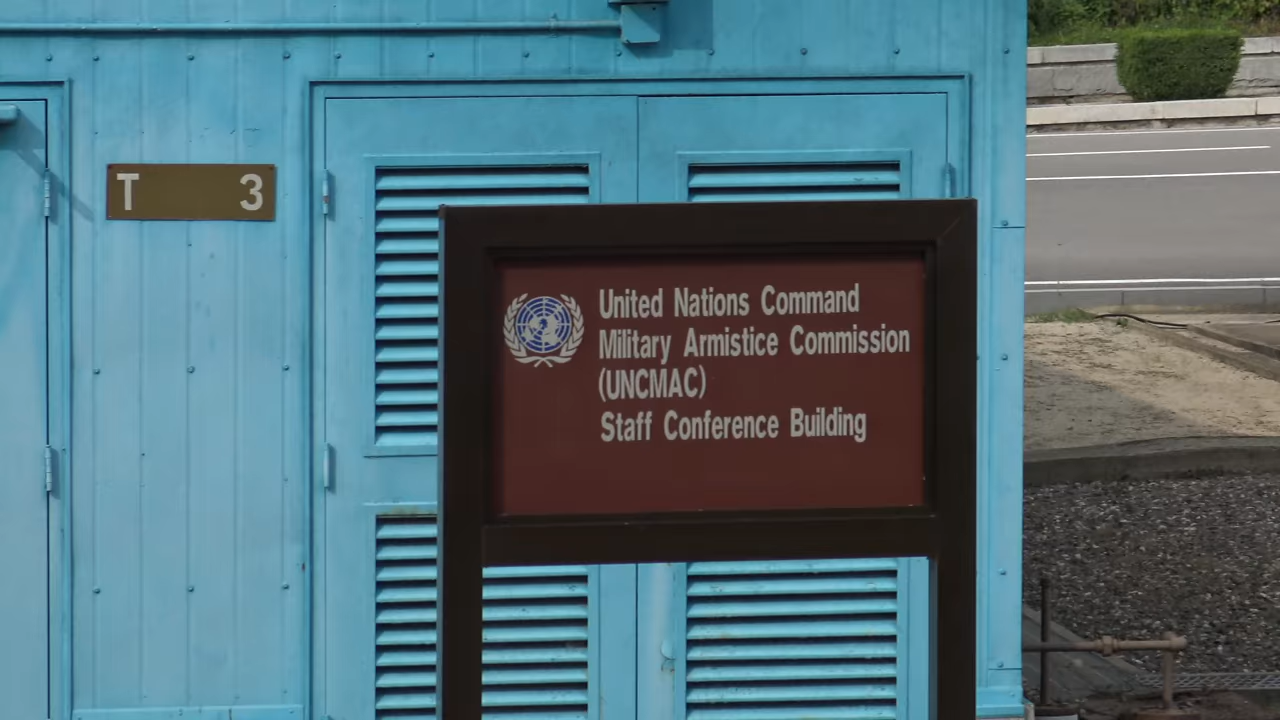 T 3
United Nations Command
Military Armistice Commission
(UNCMAC)
Staff Conference Building